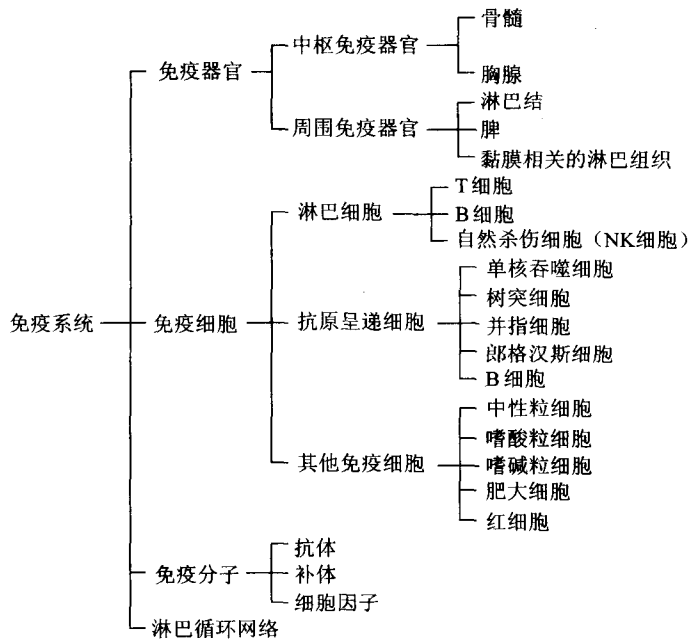 免疫系统
免疫器官
中枢免疫器官
骨髓
胸腺
周围免疫器官
淋巴结
脾
黏膜相关的淋巴组织
免疫细胞
淋巴细胞
T细胞
B细胞
自然杀伤细胞（NK细胞）
抗原呈递细胞
单核吞噬细胞
树突细胞
并指细胞
郎格汉斯细胞
B细胞
其他免疫细胞
中性粒细胞
嗜酸粒细胞
嗜碱粒细胞
肥大细胞
红细胞
免疫分子
抗体
补体
细胞因子
淋巴循环网络